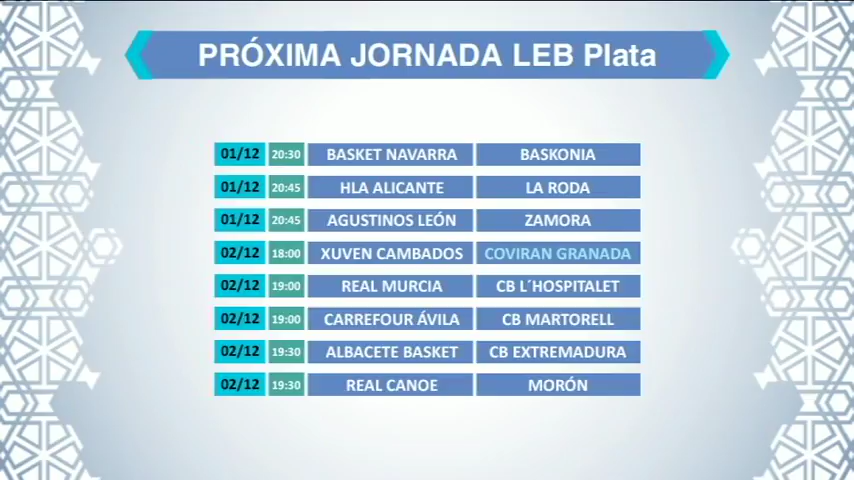 PRÓXIMA JORNADA LEB Plata
01/12 20:30 BASKET NAVARRA BASKONIA
01/12 20:45 HLA ALICANTE LA RODA
01/12 20:45 AGUSTINOS LEÓN ZAMORA
02/12 18:00 XUVEN CAMBADOS COVIRAN GRANADA
02/12 19:00 REAL MURCIA CB L´HOSPITALET
02/12 19:00 CARREFOUR ÁVILA CB MARTORELL
02/12 19:30 ALBACETE BASKET CB EXTREMADURA
02/12 19:30 REAL CANOE MORÓN